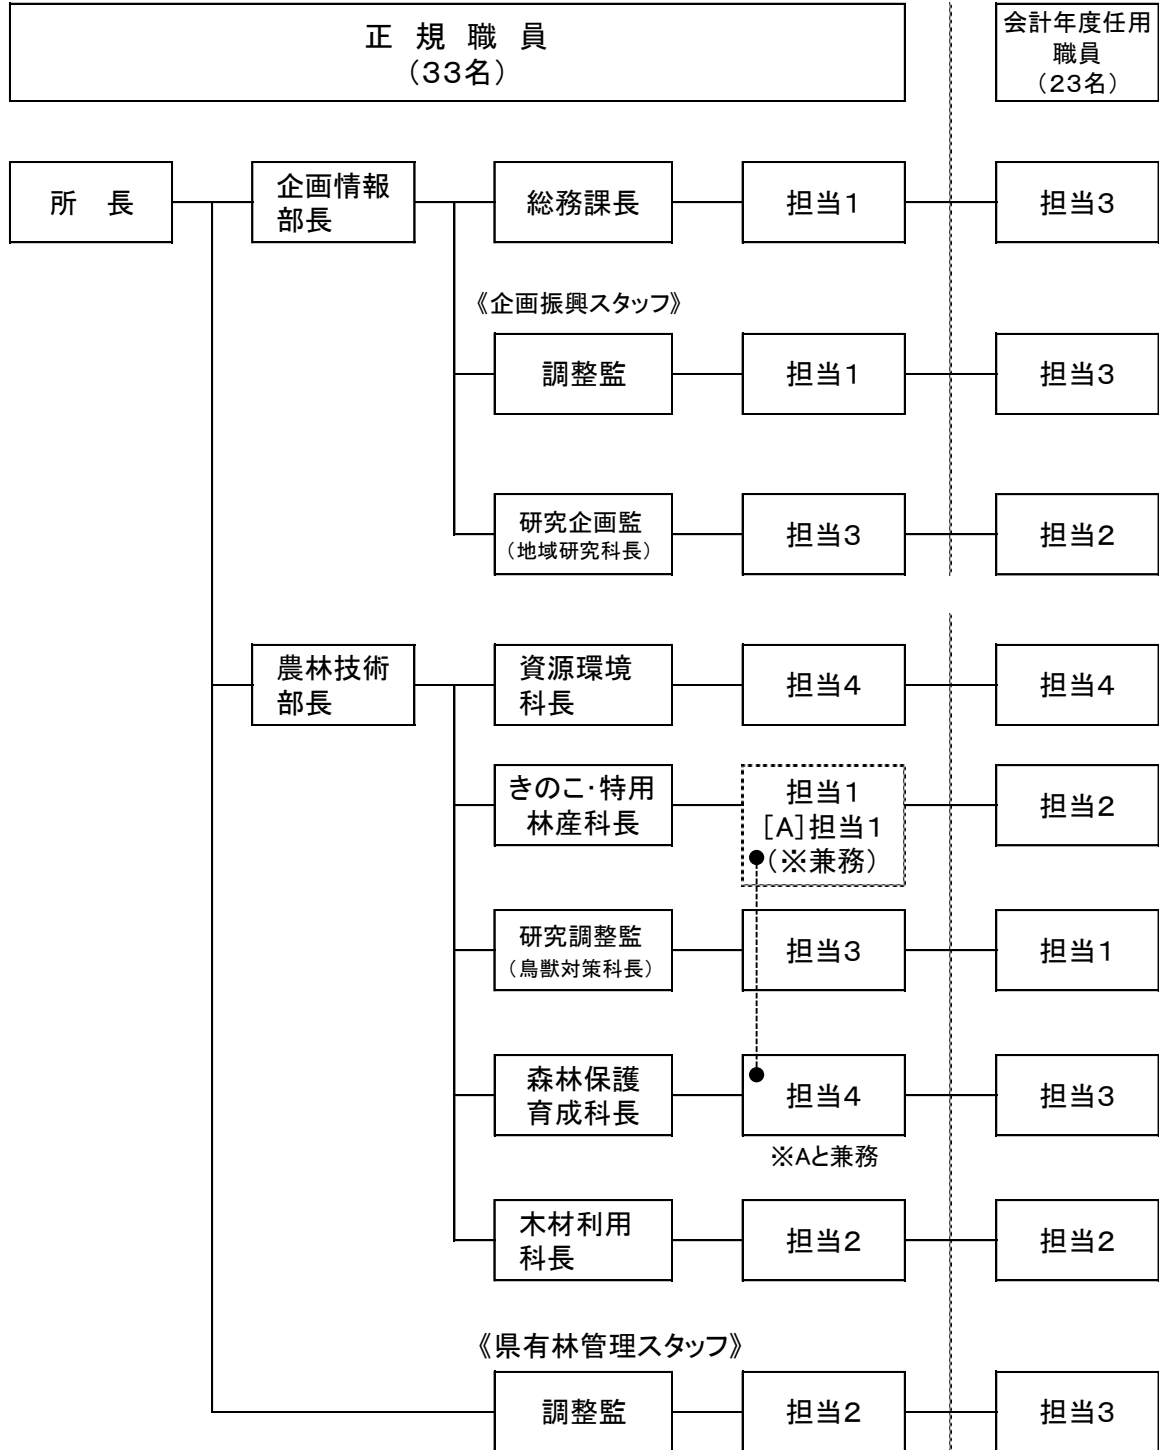 正　規　職　員
（33名）
会計年度任用
職員
（23名）
所　長
企画情報
部長
総務課長
担当1
担当3
《企画振興スタッフ》
調整監
担当1
担当3
研究企画監
（地域研究科長）
担当3
担当2
農林技術
部長
資源環境
科長
担当4
担当4
きのこ・特用
林産科長
担当1
[A]担当1
（※兼務）
担当2
研究調整監
（鳥獣対策科長）
担当3
担当1
森林保護
育成科長
担当4
※Aと兼務
担当3
木材利用
科長
担当2
担当2
《県有林管理スタッフ》
調整監
担当2
担当3